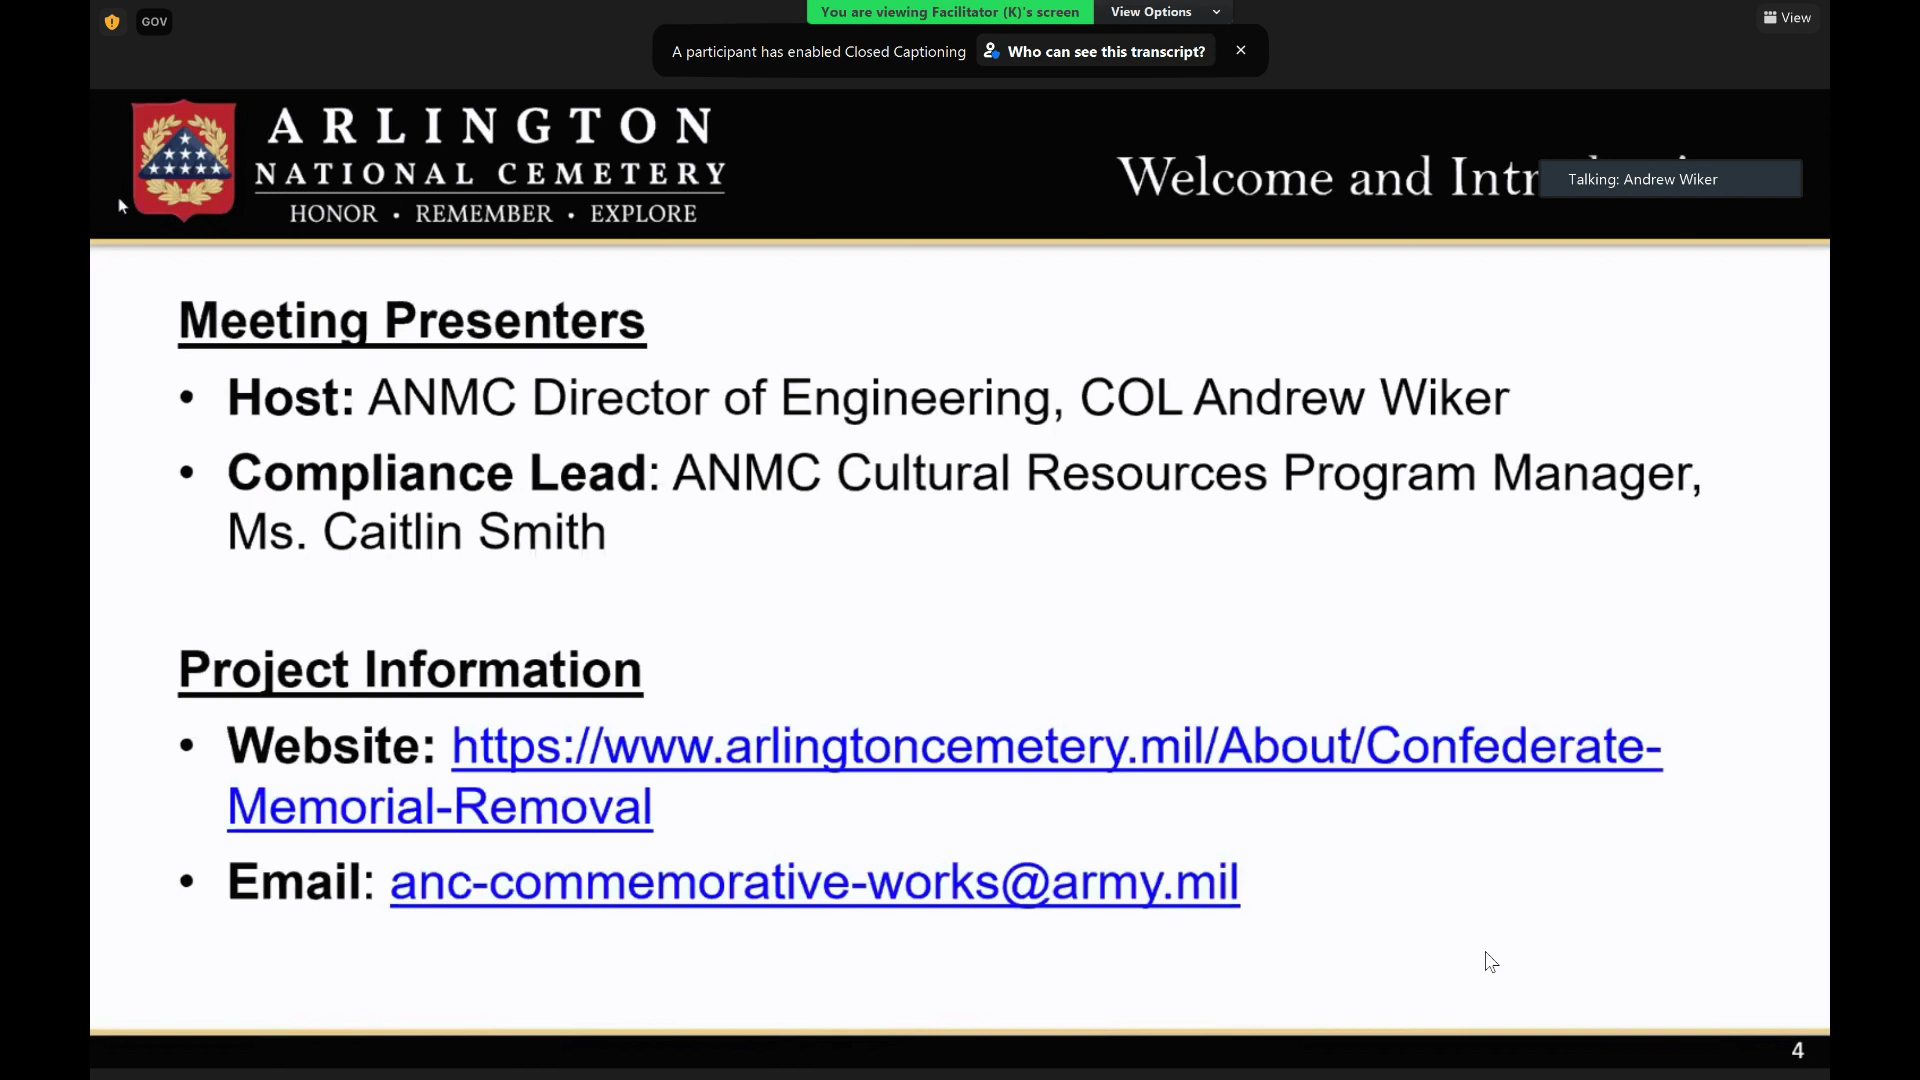 You are viewing Facilitator (K)'s screen
View Options
GOV
View
A participant has enabled Closed Captioning
Who can see this transcript?
ARLINGTON
NATIONAL CEMETERY
HONOR • REMEMBER • EXPLORE
Welcome and
Talking: Andrew Wiker
Meeting Presenters
• Host: ANMC Director of Engineering, COL Andrew Wiker
• Compliance Lead: ANMC Cultural Resources Program Manager,
Ms. Caitlin Smith
Project Information
• Website: https://www.arlingtoncemetery.mil/About/Confederate-
Memorial-Removal
• Email: anc-commemorative-works@army.mil
4